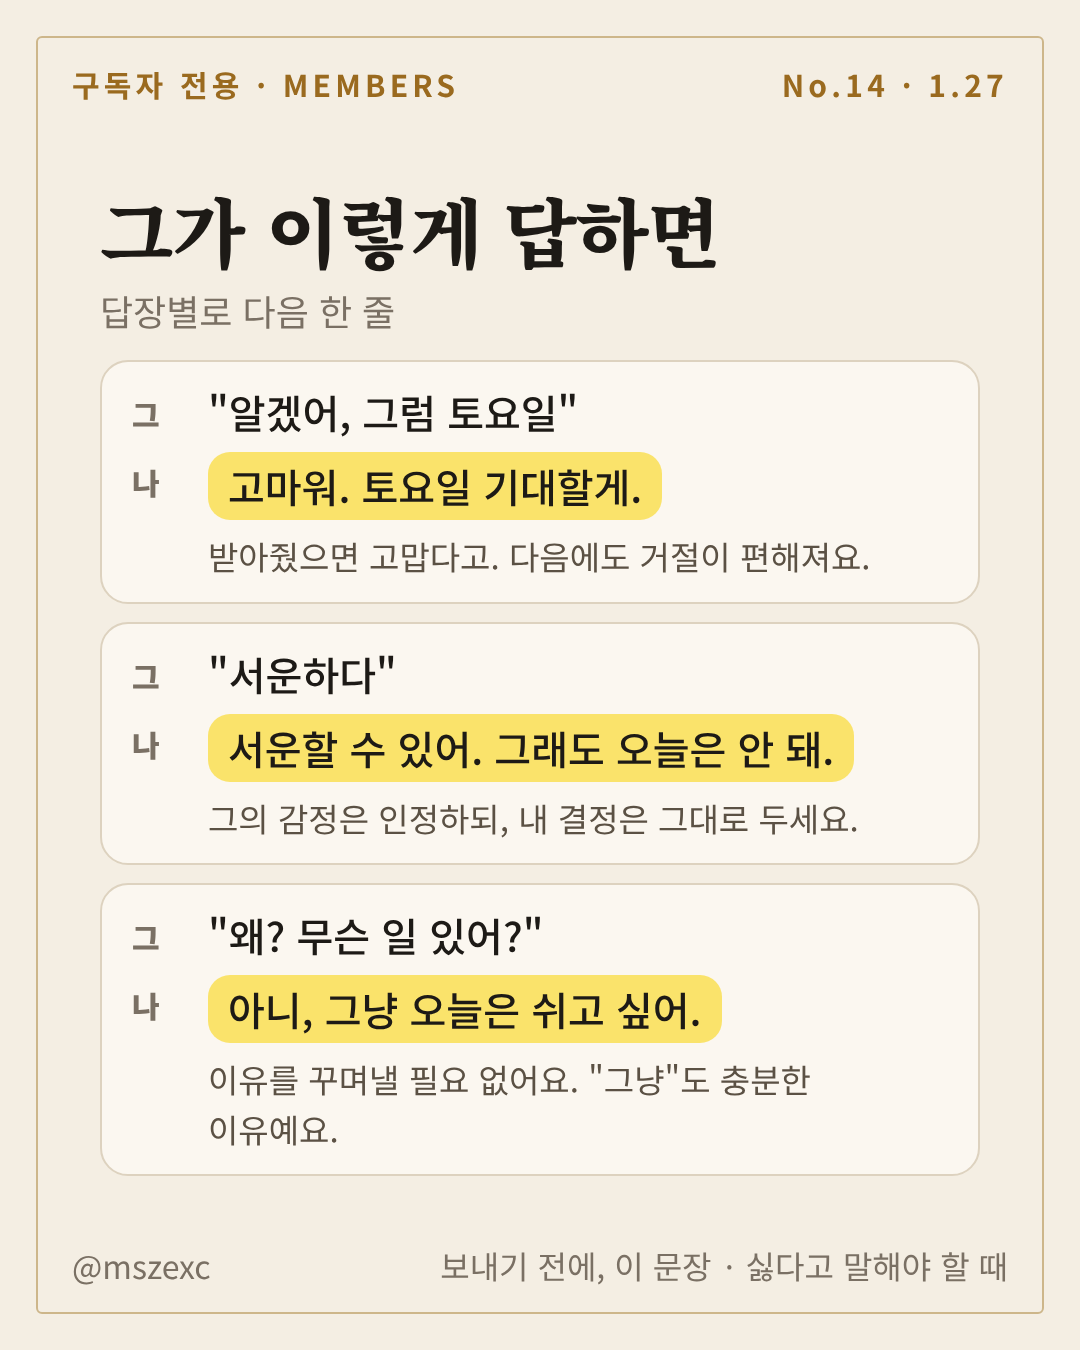 구독자 전용 · MEMBERS
No.14 · 1.27
그가 이렇게 답하면
답장별로 다음 한 줄
그 "알겠어, 그럼 토요일"
나 고마워. 토요일 기대할게.
받아줬으면 고맙다고. 다음에도 거절이 편해져요.
그 "서운하다"
나 서운할 수 있어. 그래도 오늘은 안 돼.
그의 감정은 인정하되, 내 결정은 그대로 두세요.
그 "왜? 무슨 일 있어?"
나 아니, 그냥 오늘은 쉬고 싶어.
이유를 꾸며낼 필요 없어요. "그냥"도 충분한
이유예요.
@mszexc
보내기 전에, 이 문장 · 싫다고 말해야 할 때